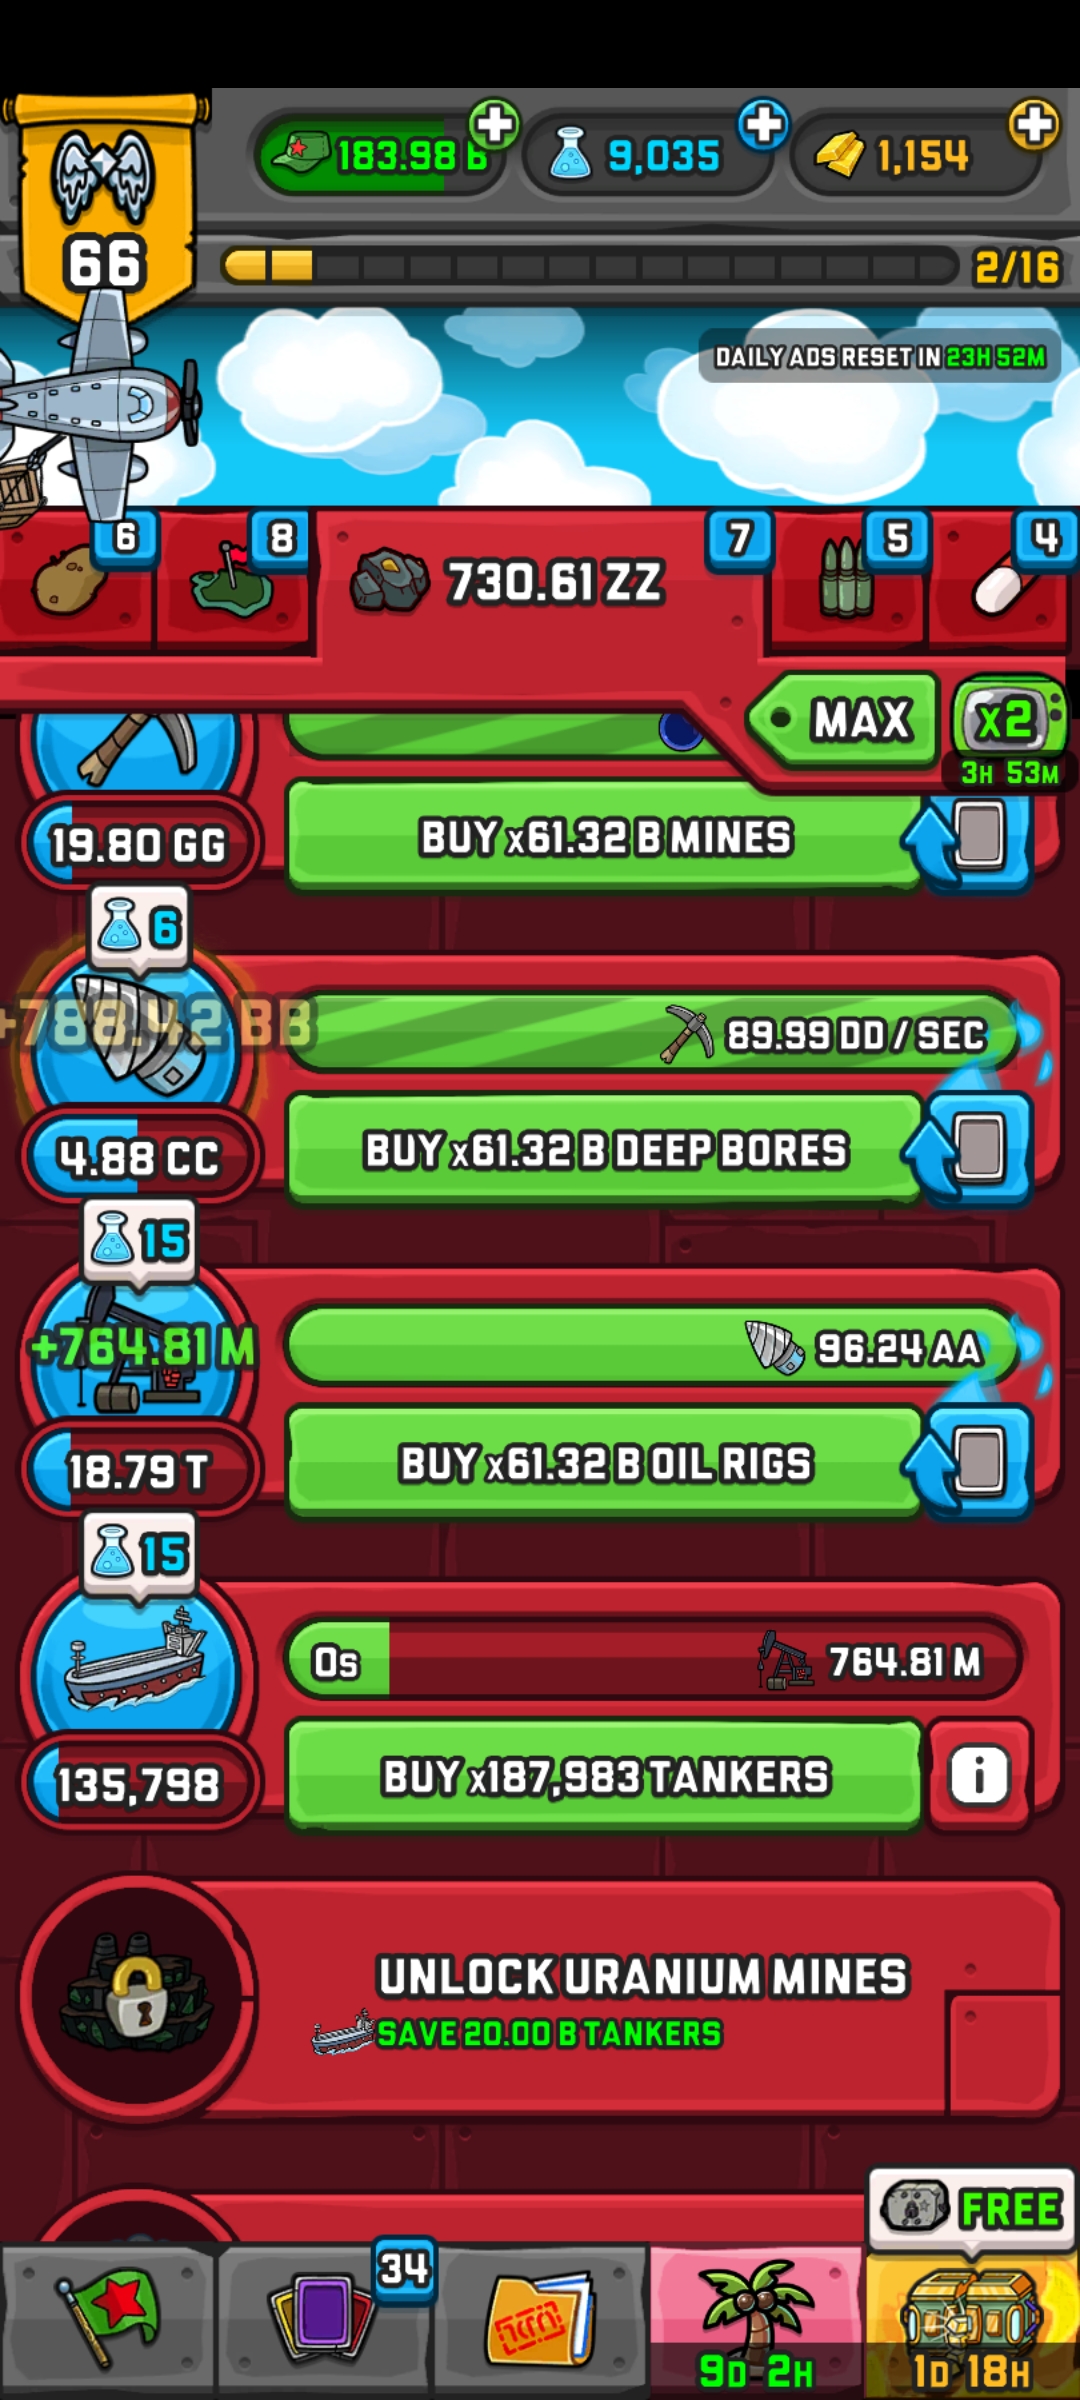 183.98 B
9,035
1,154
66
2/16
DAILY ADS RESET IN 23H 52M
6
8
730.61 ZZ
7
5
4
MAX
X2
3H 53M
19.80 GG
BUY x61.32 B MINES
6
+788.42 BB
89.99 DD / SEC
4.88 CC
BUY x61.32 B DEEP BORES
15
+764.81 M
96.24 AA
18.79 T
BUY x61.32 B OIL RIGS
15
0s
764.81 M
135,798
BUY x187,983 TANKERS
i
UNLOCK URANIUM MINES
SAVE 20.00 B TANKERS
FREE
34
9D 2H
1D 18H